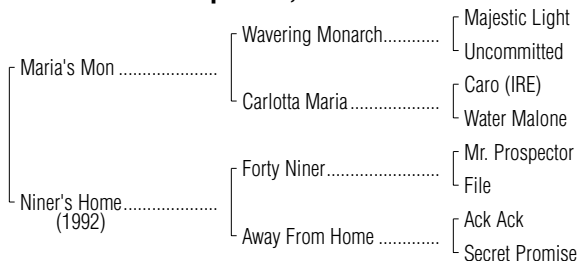 Wavering Monarch............ Majestic Light
Uncommitted
Maria's Mon .....................
Carlotta Maria................... Caro (IRE)
Water Malone
Forty Niner....................... Mr. Prospector
File
Niner's Home.....................
(1992)
Away From Home ............ Ack Ack
Secret Promise